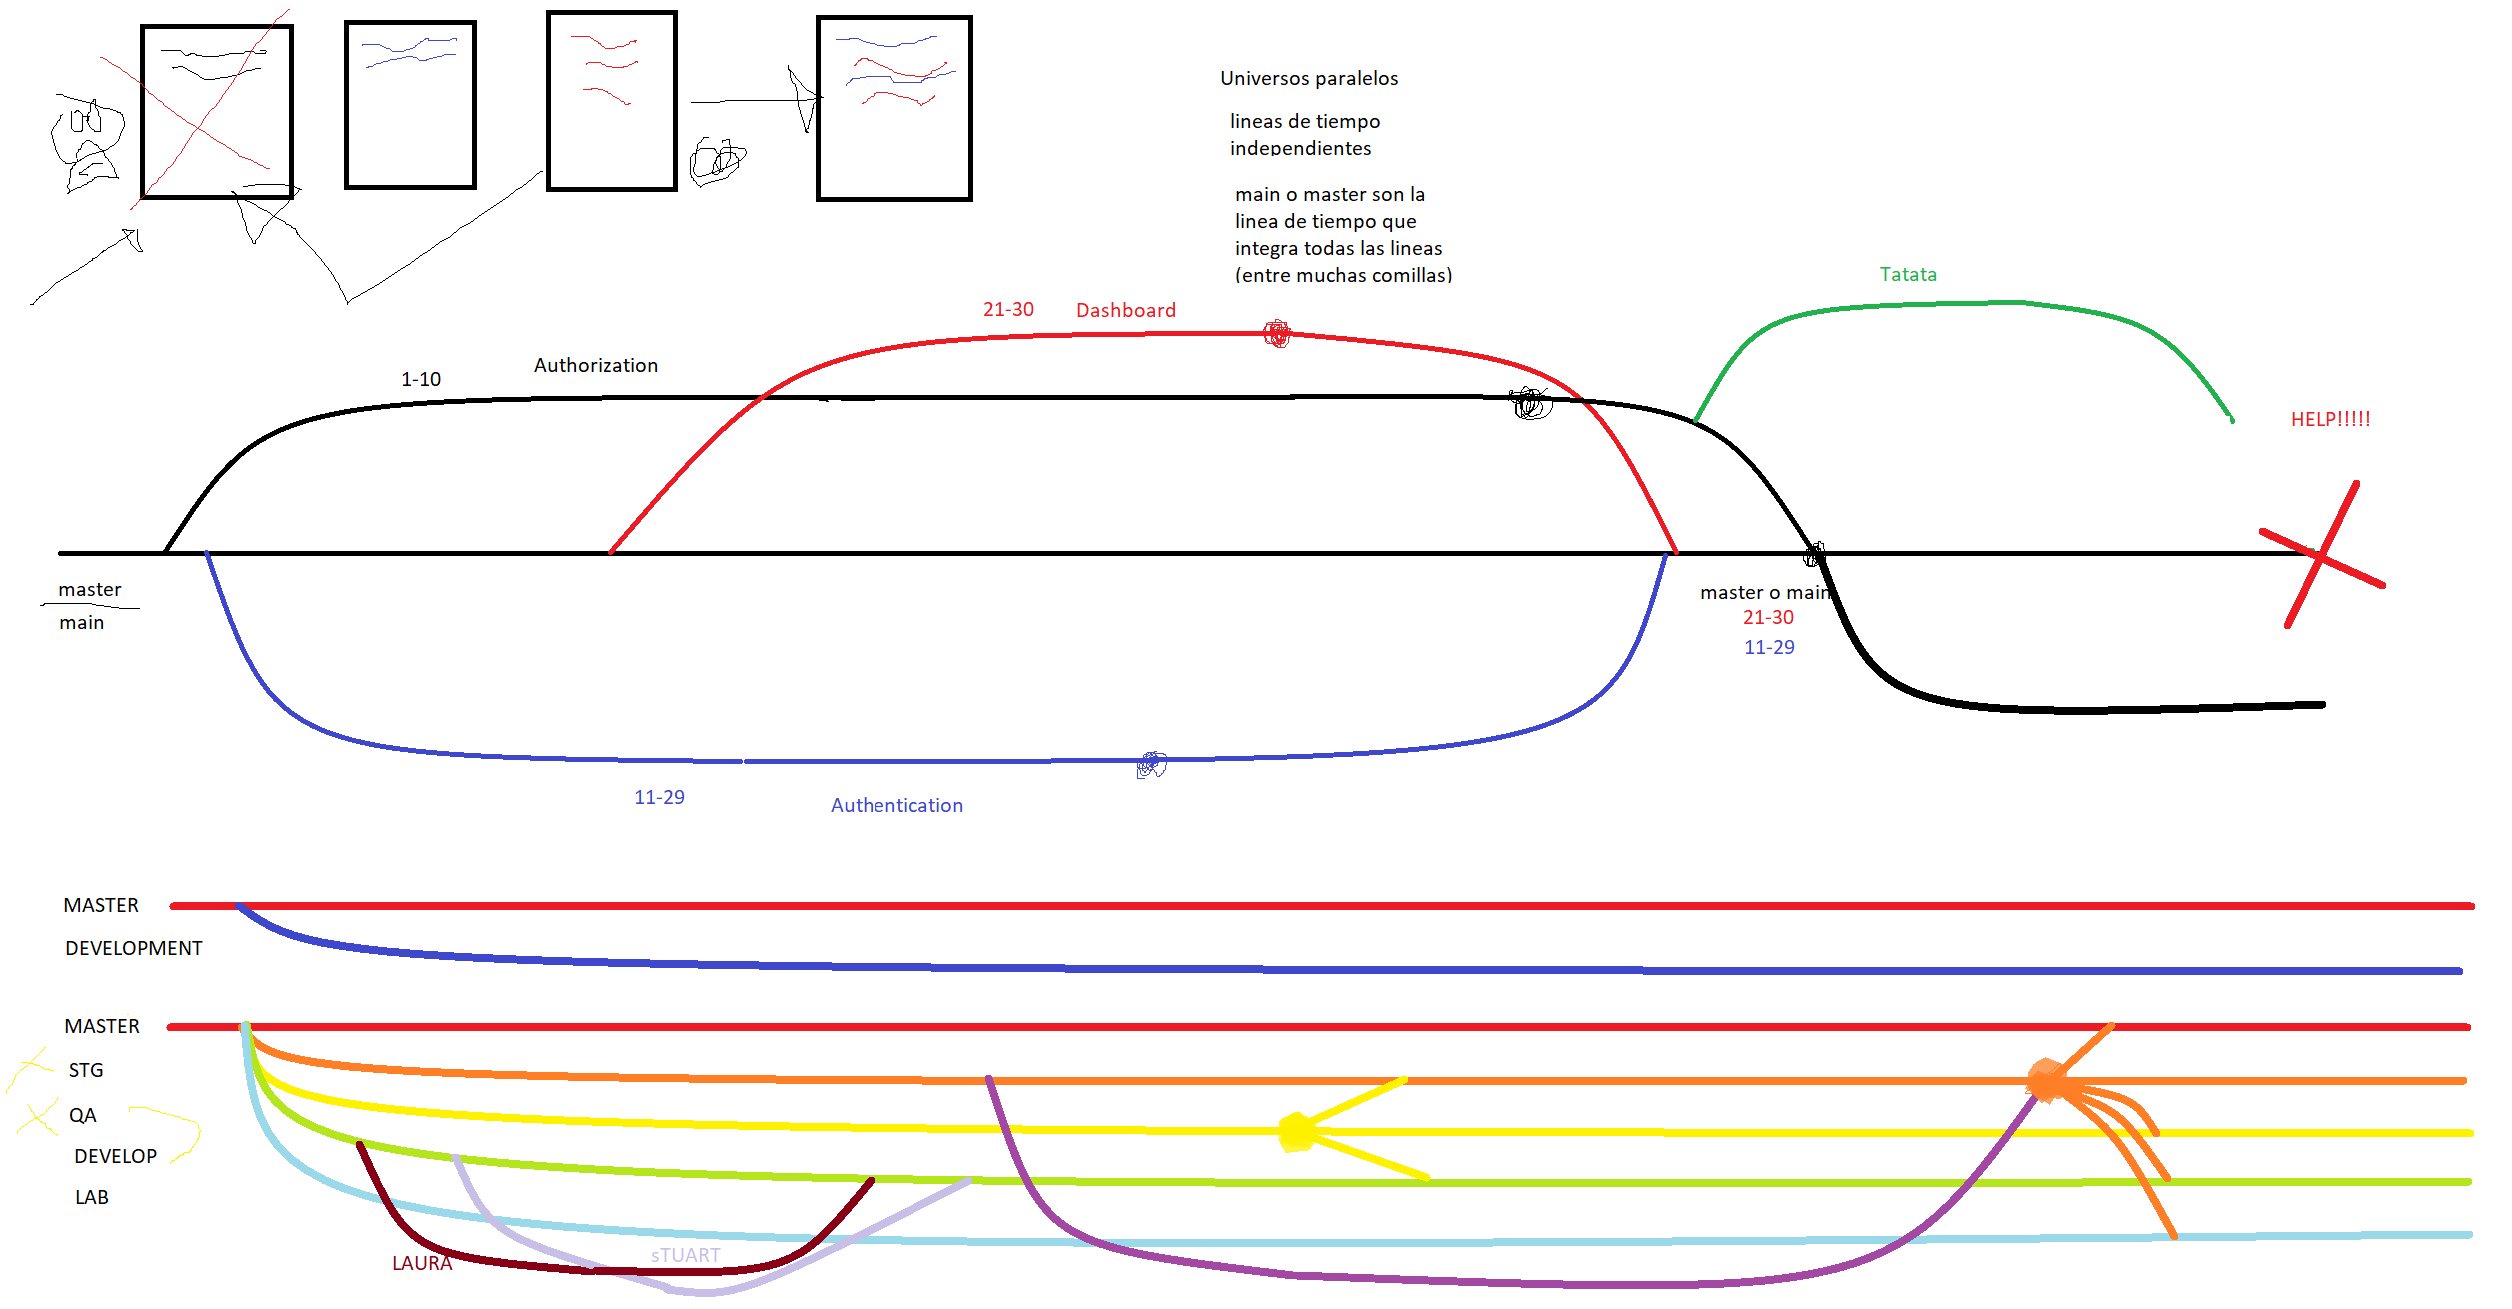 Universos paralelos
lineas de tiempo
independientes
main o master son la
linea de tiempo que
integra todas las lineas
(entre muchas comillas)
Tatata
21-30 Dashboard
Authorization
1-10
HELP!!!!!
master
main
master o main
21-30
11-29
11-29
Authentication
MASTER
DEVELOPMENT
MASTER
STG
QA
DEVELOP
LAB
sTUART
LAURA